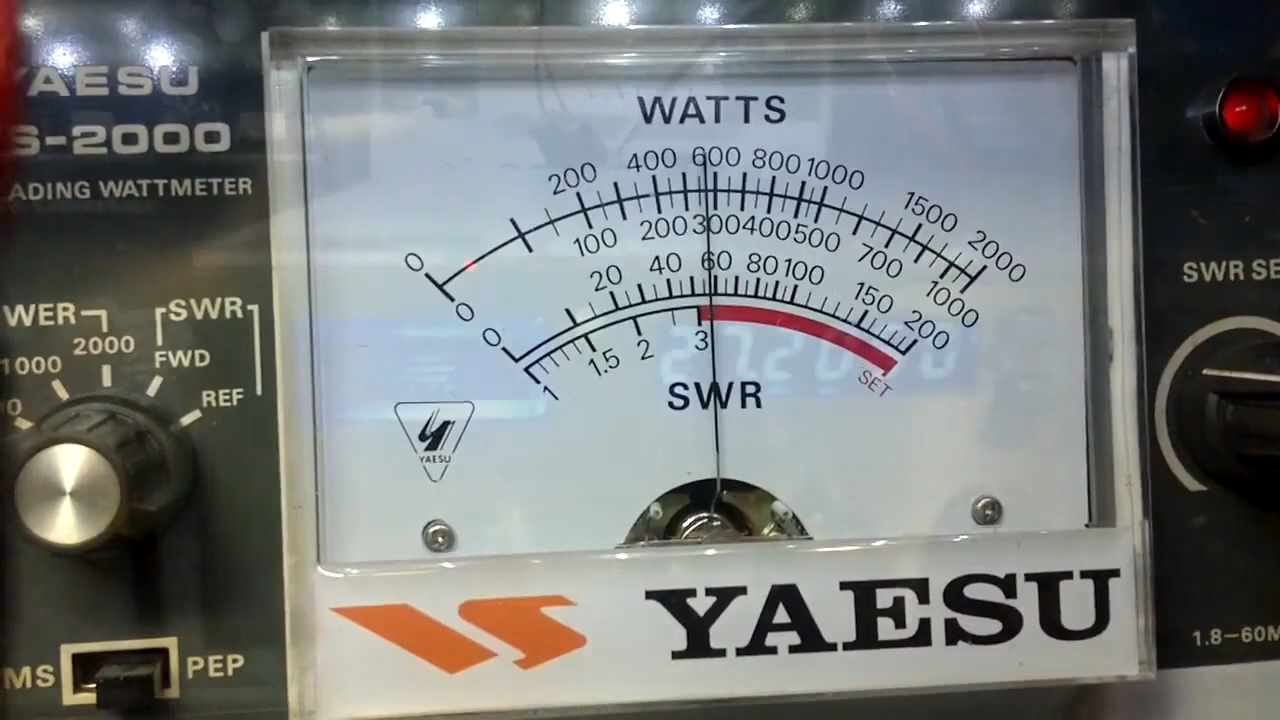 YAESU
S-2000
ADING WATTMETER
WER
SWR
1000
2000
FWD
REF
0
MS
PEP
WATTS
0 200 400 600 800 1000 1500 2000
0 100 200 300 400 500 700 1000
0 20 40 60 80 100 150 200
1 1.5 2 3 SET
SWR
YAESU
YAESU
SWR SE
1.8-60M